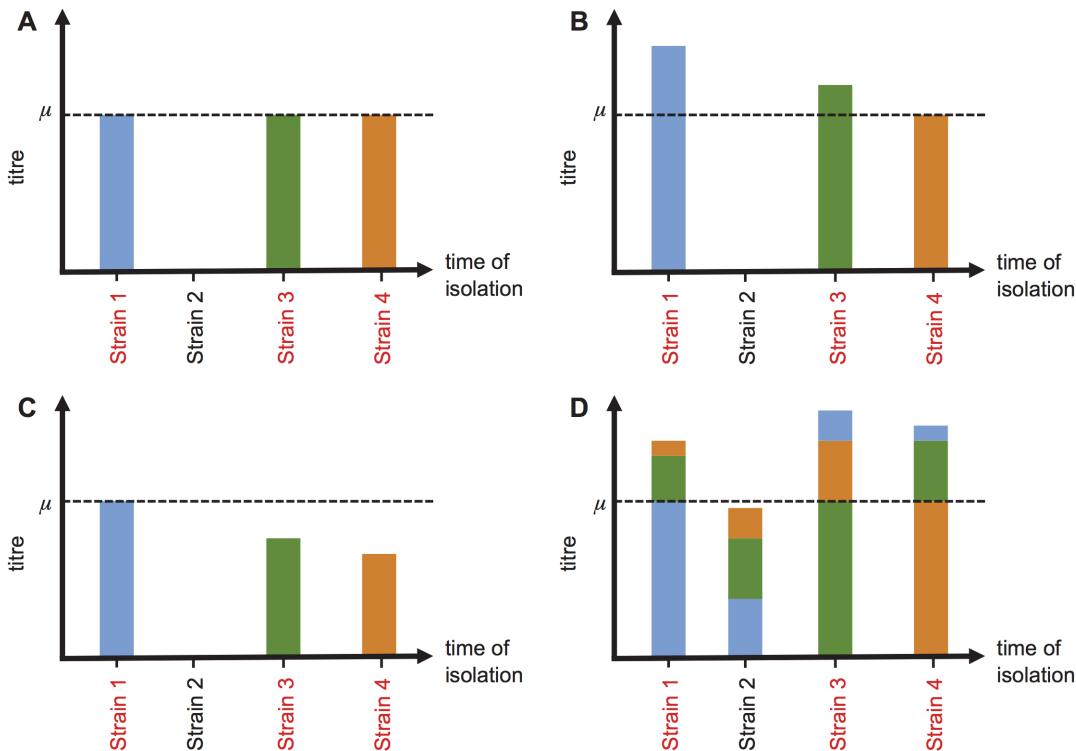 A
μ
titre
time of
isolation
Strain 1
Strain 2
Strain 3
Strain 4
B
μ
titre
time of
isolation
Strain 1
Strain 2
Strain 3
Strain 4
C
μ
titre
time of
isolation
Strain 1
Strain 2
Strain 3
Strain 4
D
μ
titre
time of
isolation
Strain 1
Strain 2
Strain 3
Strain 4